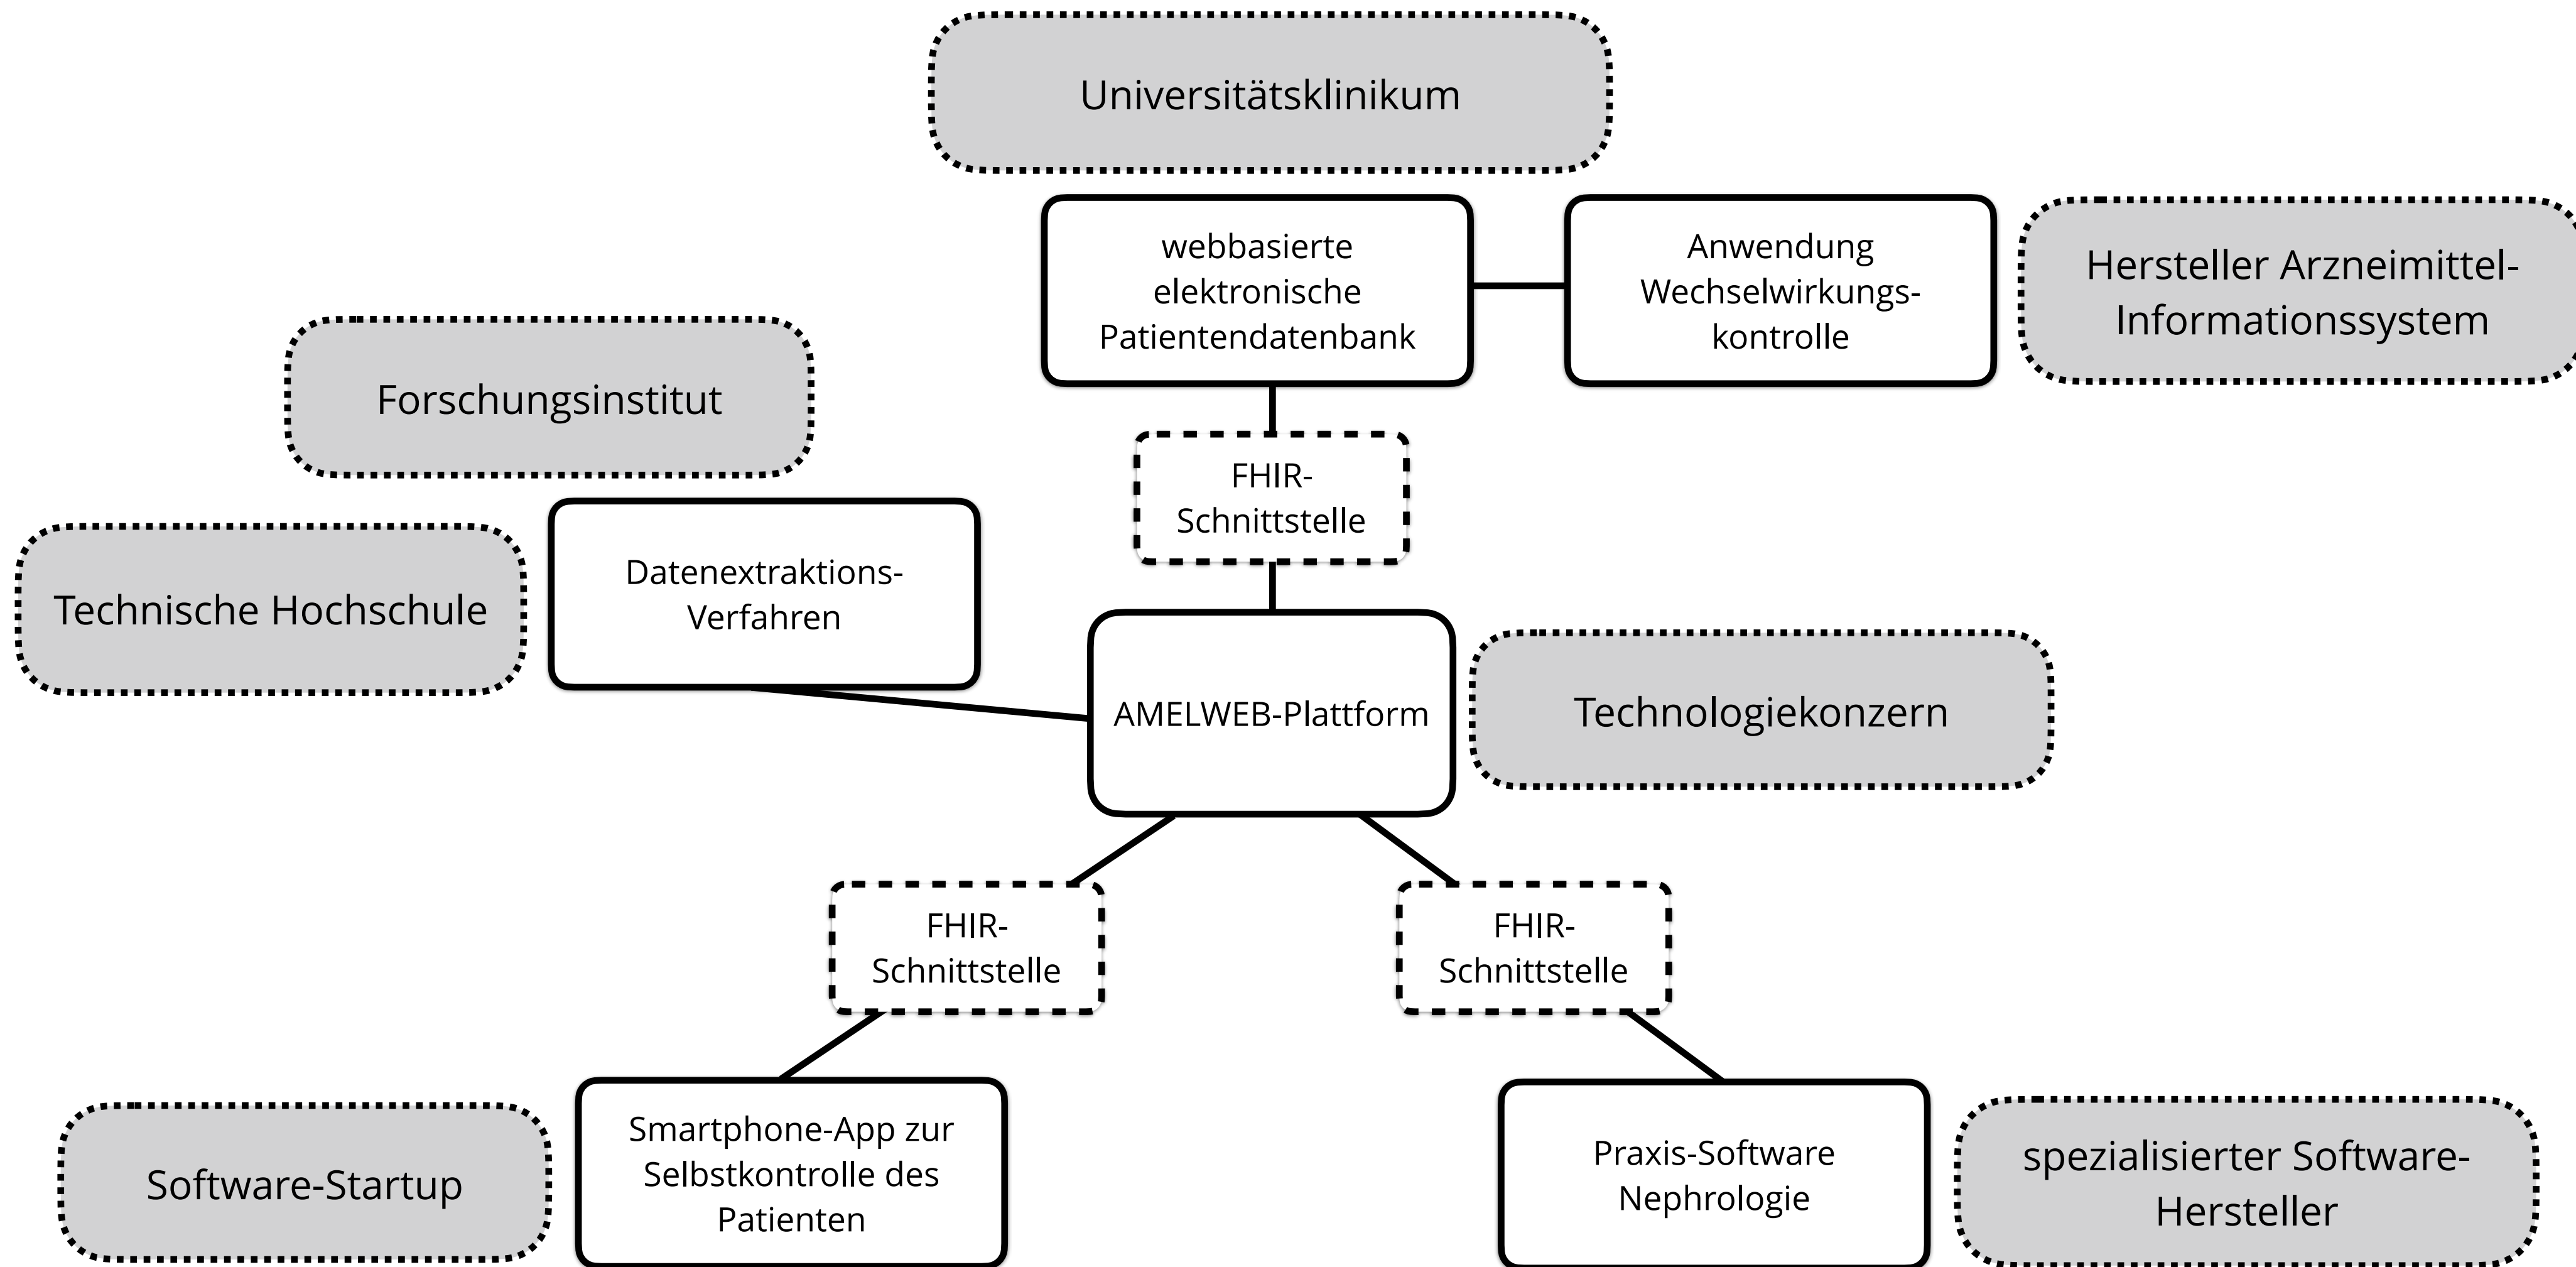 Universitätsklinikum
webbasierte
elektronische
Patientendatenbank
Anwendung
Wechselwirkungs-
kontrolle
Hersteller Arzneimittel-
Informationssystem
Forschungsinstitut
FHIR-
Schnittstelle
Technische Hochschule
Datenextraktions-
Verfahren
AMELWEB-Plattform
Technologiekonzern
FHIR-
Schnittstelle
FHIR-
Schnittstelle
Software-Startup
Smartphone-App zur
Selbstkontrolle des
Patienten
Praxis-Software
Nephrologie
spezialisierter Software-
Hersteller